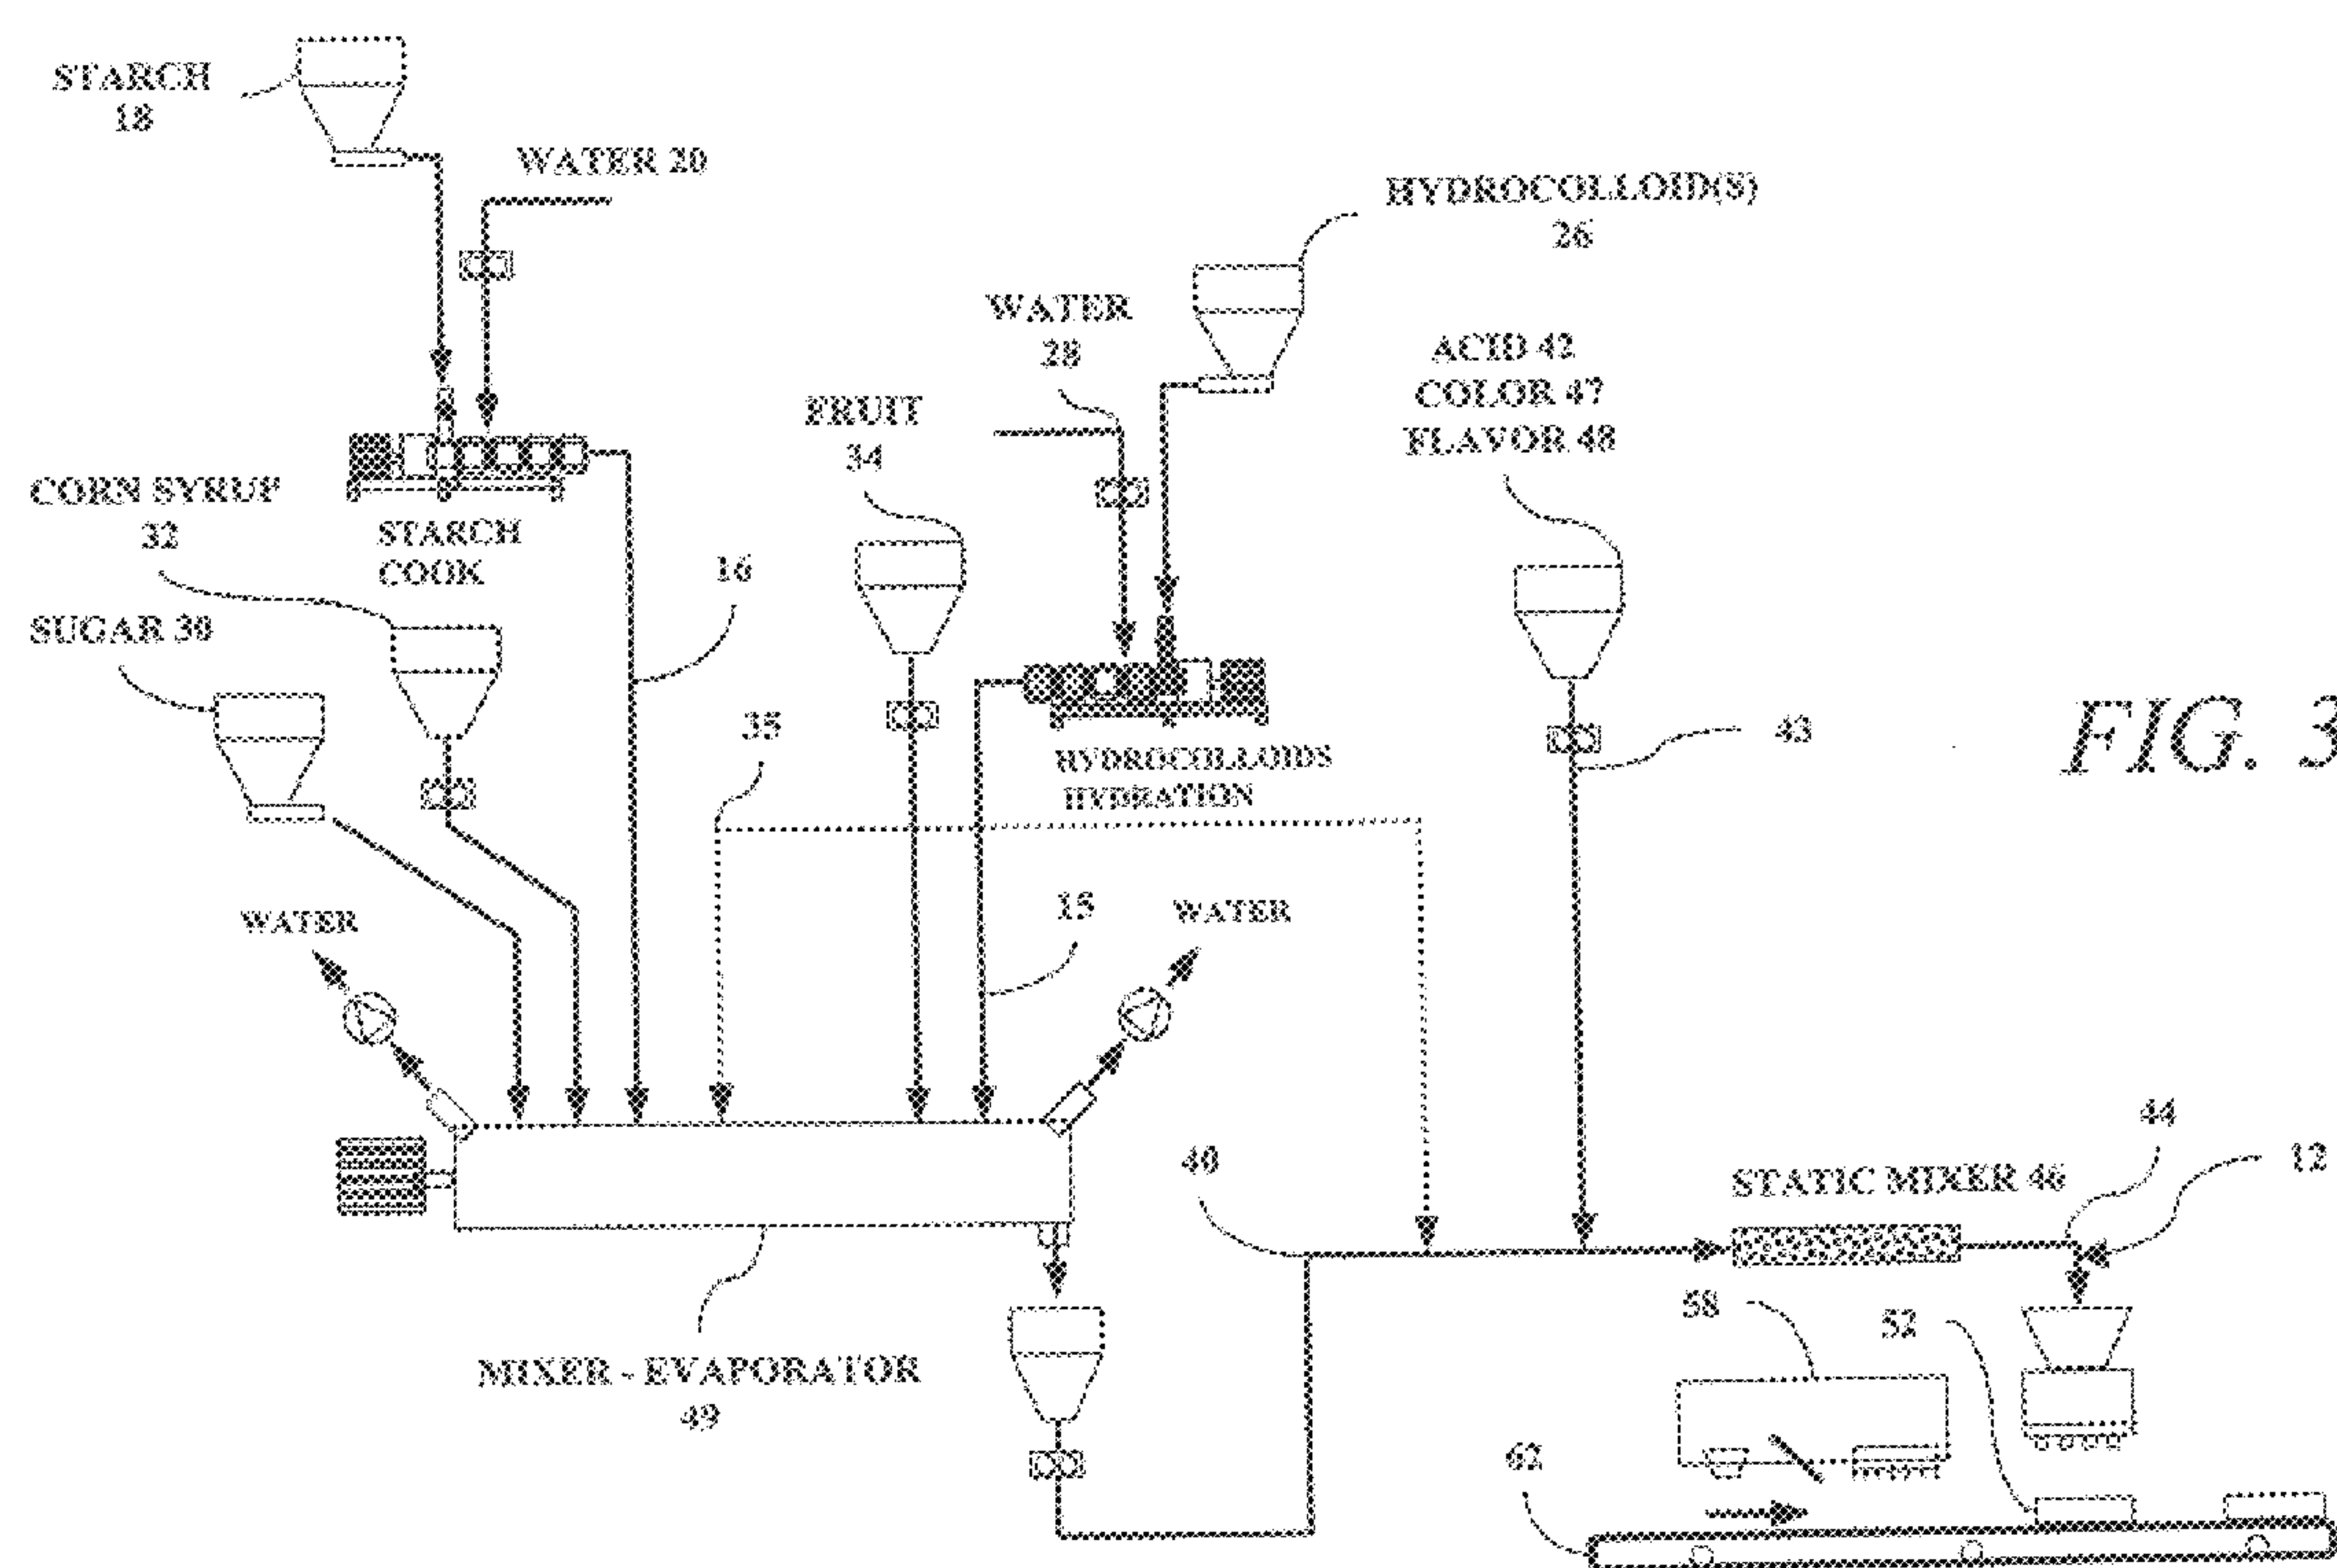 STARCH
18
WATER 20
HYDROCOLLOID(S)
26
WATER
28
ACID 42
COLOR 47
FLAVOR 48
FRUIT
34
CORN SYRUP
32
STARCH
COOK
16
SUGAR 30
35
HYDROCOLLOIDS
HYDRATION
43
FIG. 3
WATER
15
WATER
40
STATIC MIXER 46
44
12
MIXER - EVAPORATOR
49
58
52
62